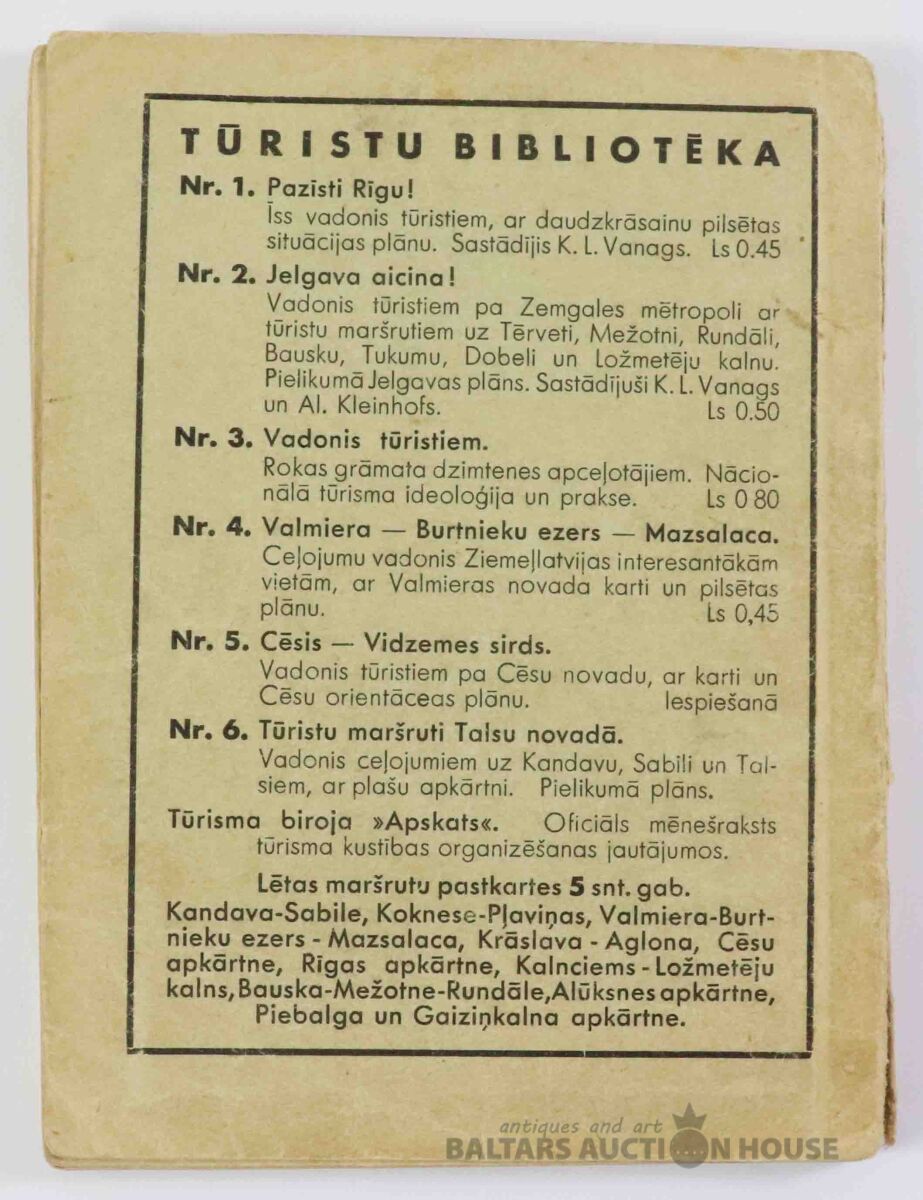 TŪRISTU BIBLIOTĒKA
Nr. 1. Pazīsti Rīgu!
Īss vadonis tūristiem, ar daudzkrāsainu pilsētas
situācijas plānu. Sastādījis K. L. Vanags. Ls 0.45
Nr. 2. Jelgava aicina!
Vadonis tūristiem pa Zemgales mētropoli ar
tūristu maršrutiem uz Tērveti, Mežotni, Rundāli,
Bausku, Tukumu, Dobeli un Ložmetēju kalnu.
Pielikumā Jelgavas plāns. Sastādījuši K. L. Vanags
un Al. Kleinhofs. Ls 0.50
Nr. 3. Vadonis tūristiem.
Rokas grāmata dzimtenes apceļotājiem. Nācio-
nālā tūrisma ideoloģija un prakse. Ls 0 80
Nr. 4. Valmiera — Burtnieku ezers — Mazsalaca.
Ceļojumu vadonis Ziemeļlatvijas interesantākām
vietām, ar Valmieras novada karti un pilsētas
plānu. Ls 0,45
Nr. 5. Cēsis — Vidzemes sirds.
Vadonis tūristiem pa Cēsu novadu, ar karti un
Cēsu orientāceas plānu. Iespiešanā
Nr. 6. Tūristu maršruti Talsu novadā.
Vadonis ceļojumiem uz Kandavu, Sabili un Tal-
siem, ar plašu apkārtni. Pielikumā plāns.
Tūrisma biroja »Apskats«. Oficiāls mēnešraksts
tūrisma kustības organizēšanas jautājumos.
Lētas maršrutu pastkartes 5 snt. gab.
Kandava-Sabile, Koknese-Pļaviņas, Valmiera-Burt-
nieku ezers - Mazsalaca, Krāslava - Aglona, Cēsu
apkārtne, Rīgas apkārtne, Kalnciems - Ložmetēju
kalns, Bauska-Mežotne-Rundāle, Alūksnes apkārtne,
Piebalga un Gaiziņkalna apkārtne.
antiques and art
BALTARS AUCTION HOUSE